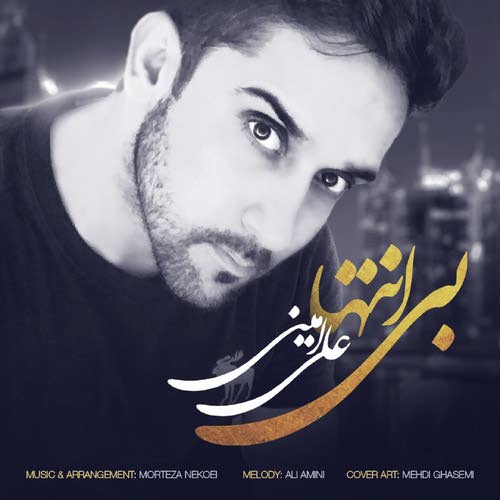 بی انتها
علی امینی
MUSIC & ARRANGEMENT: MORTEZA NEKOEI MELODY: ALI AMINI COVER ART: MEHDI GHASEMI